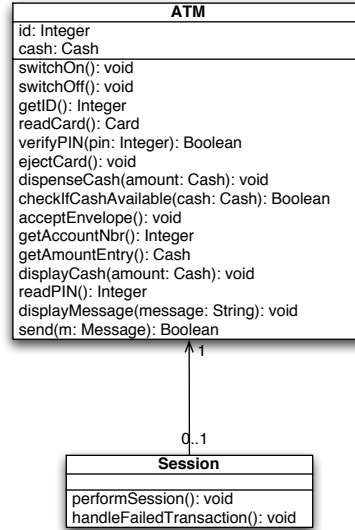 ATM
id: Integer
cash: Cash
switchOn(): void
switchOff(): void
getID(): Integer
readCard(): Card
verifyPIN(pin: Integer): Boolean
ejectCard(): void
dispenseCash(amount: Cash): void
checkIfCashAvailable(cash: Cash): Boolean
acceptEnvelope(): void
getAccountNbr(): Integer
getAmountEntry(): Cash
displayCash(amount: Cash): void
readPIN(): Integer
displayMessage(message: String): void
send(m: Message): Boolean
1
0..1
Session
performSession(): void
handleFailedTransaction(): void